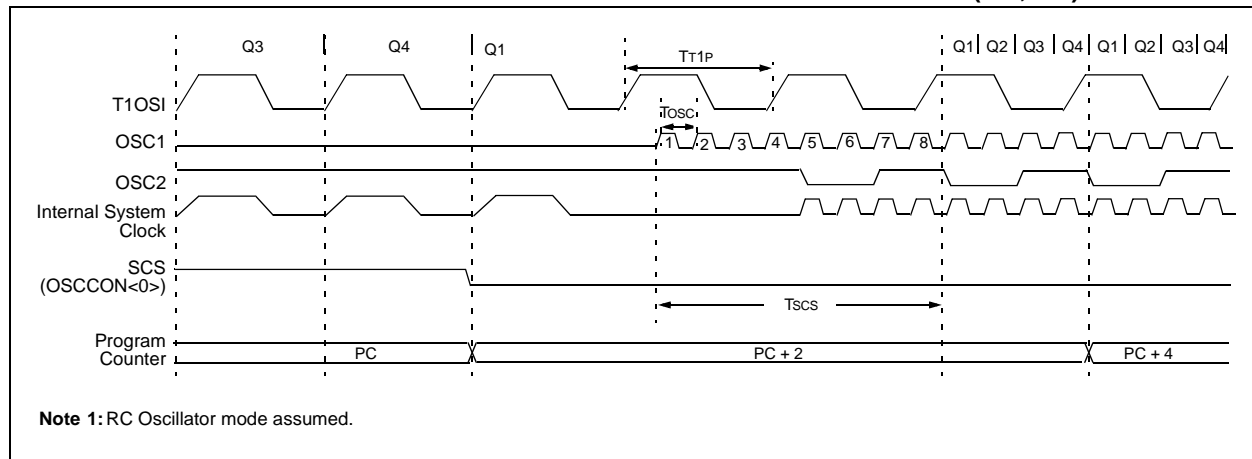 Q3 Q4 Q1 Q1 Q2 Q3 Q4 Q1 Q2 Q3 Q4
TT1P
T1OSI
TOSC
OSC1
1 2 3 4 5 6 7 8
OSC2
Internal System
Clock
SCS
(OSCCON<0>)
TSCS
Program
Counter
PC PC + 2 PC + 4
Note 1: RC Oscillator mode assumed.